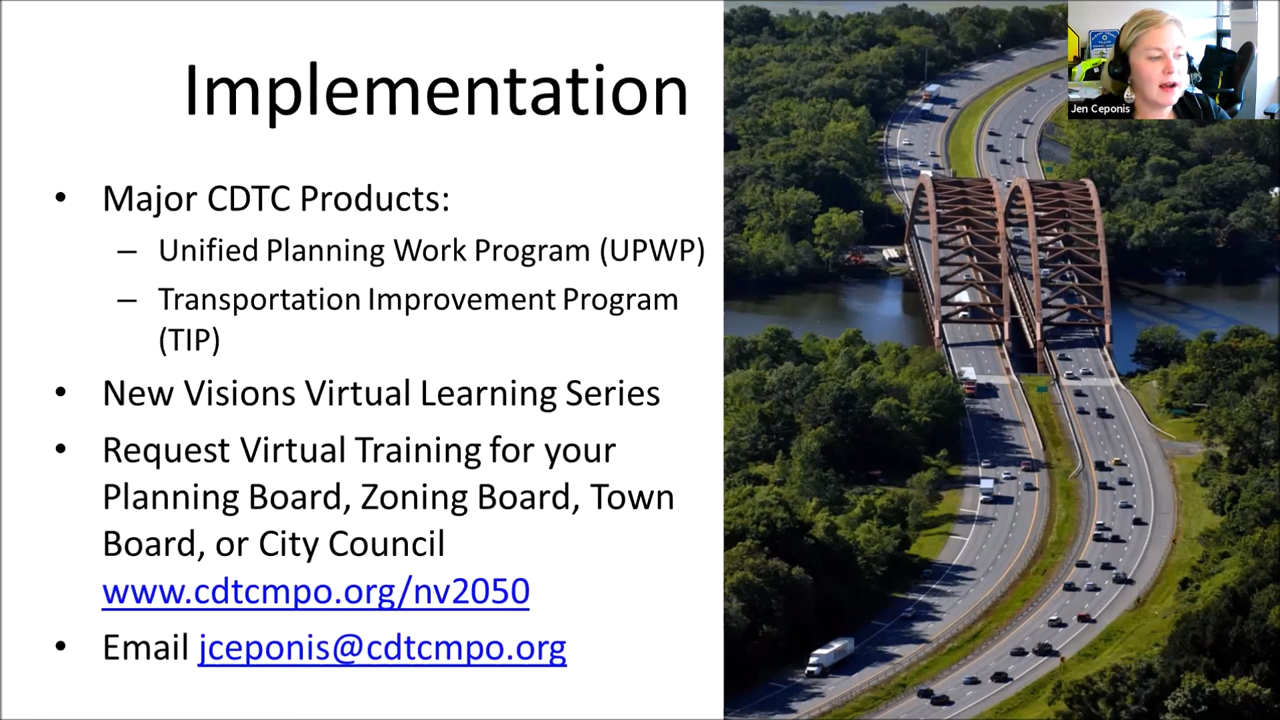 Implementation
• Major CDTC Products:
– Unified Planning Work Program (UPWP)
– Transportation Improvement Program
(TIP)
• New Visions Virtual Learning Series
• Request Virtual Training for your
Planning Board, Zoning Board, Town
Board, or City Council
www.cdtcmpo.org/nv2050
• Email jceponis@cdtcmpo.org
Jen Ceponis